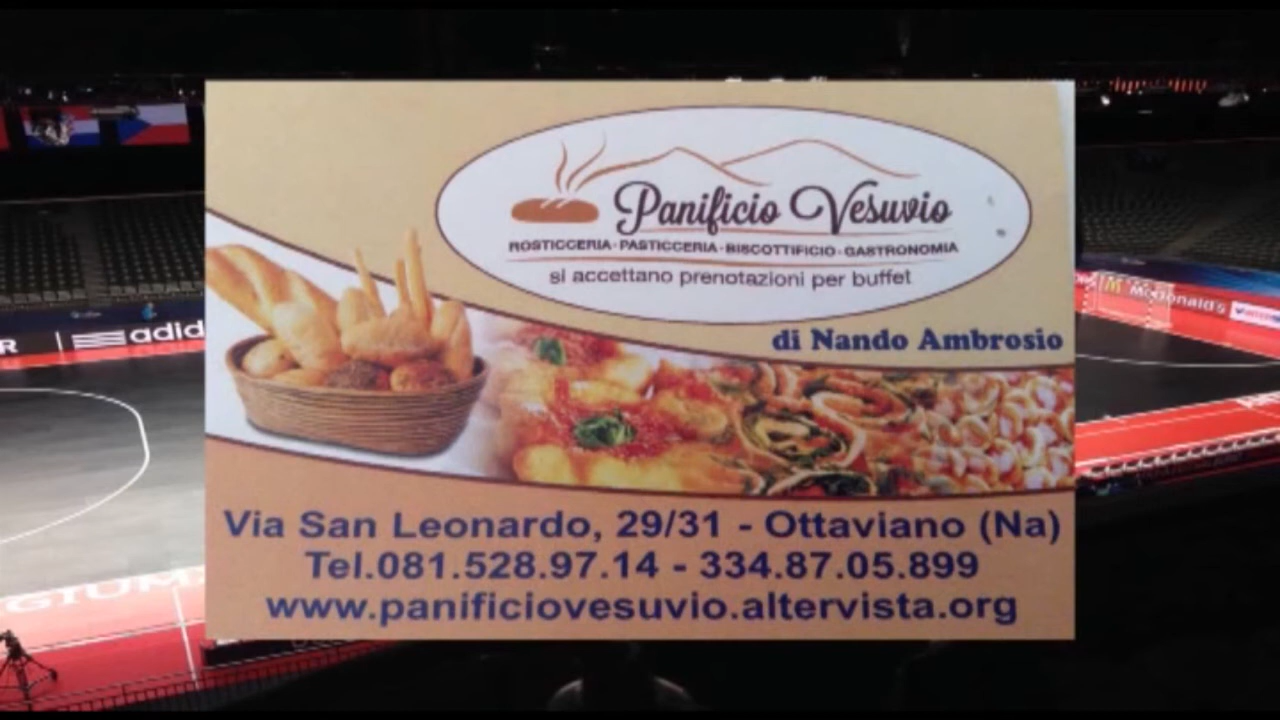 Panificio Vesuvio
ROSTICCERIA · PASTICCERIA · BISCOTTIFICIO · GASTRONOMIA
si accettano prenotazioni per buffet
di Nando Ambrosio
Via San Leonardo, 29/31 - Ottaviano (Na)
Tel.081.528.97.14 - 334.87.05.899
www.panificiovesuvio.altervista.org
adid
McDonald's
GIUM